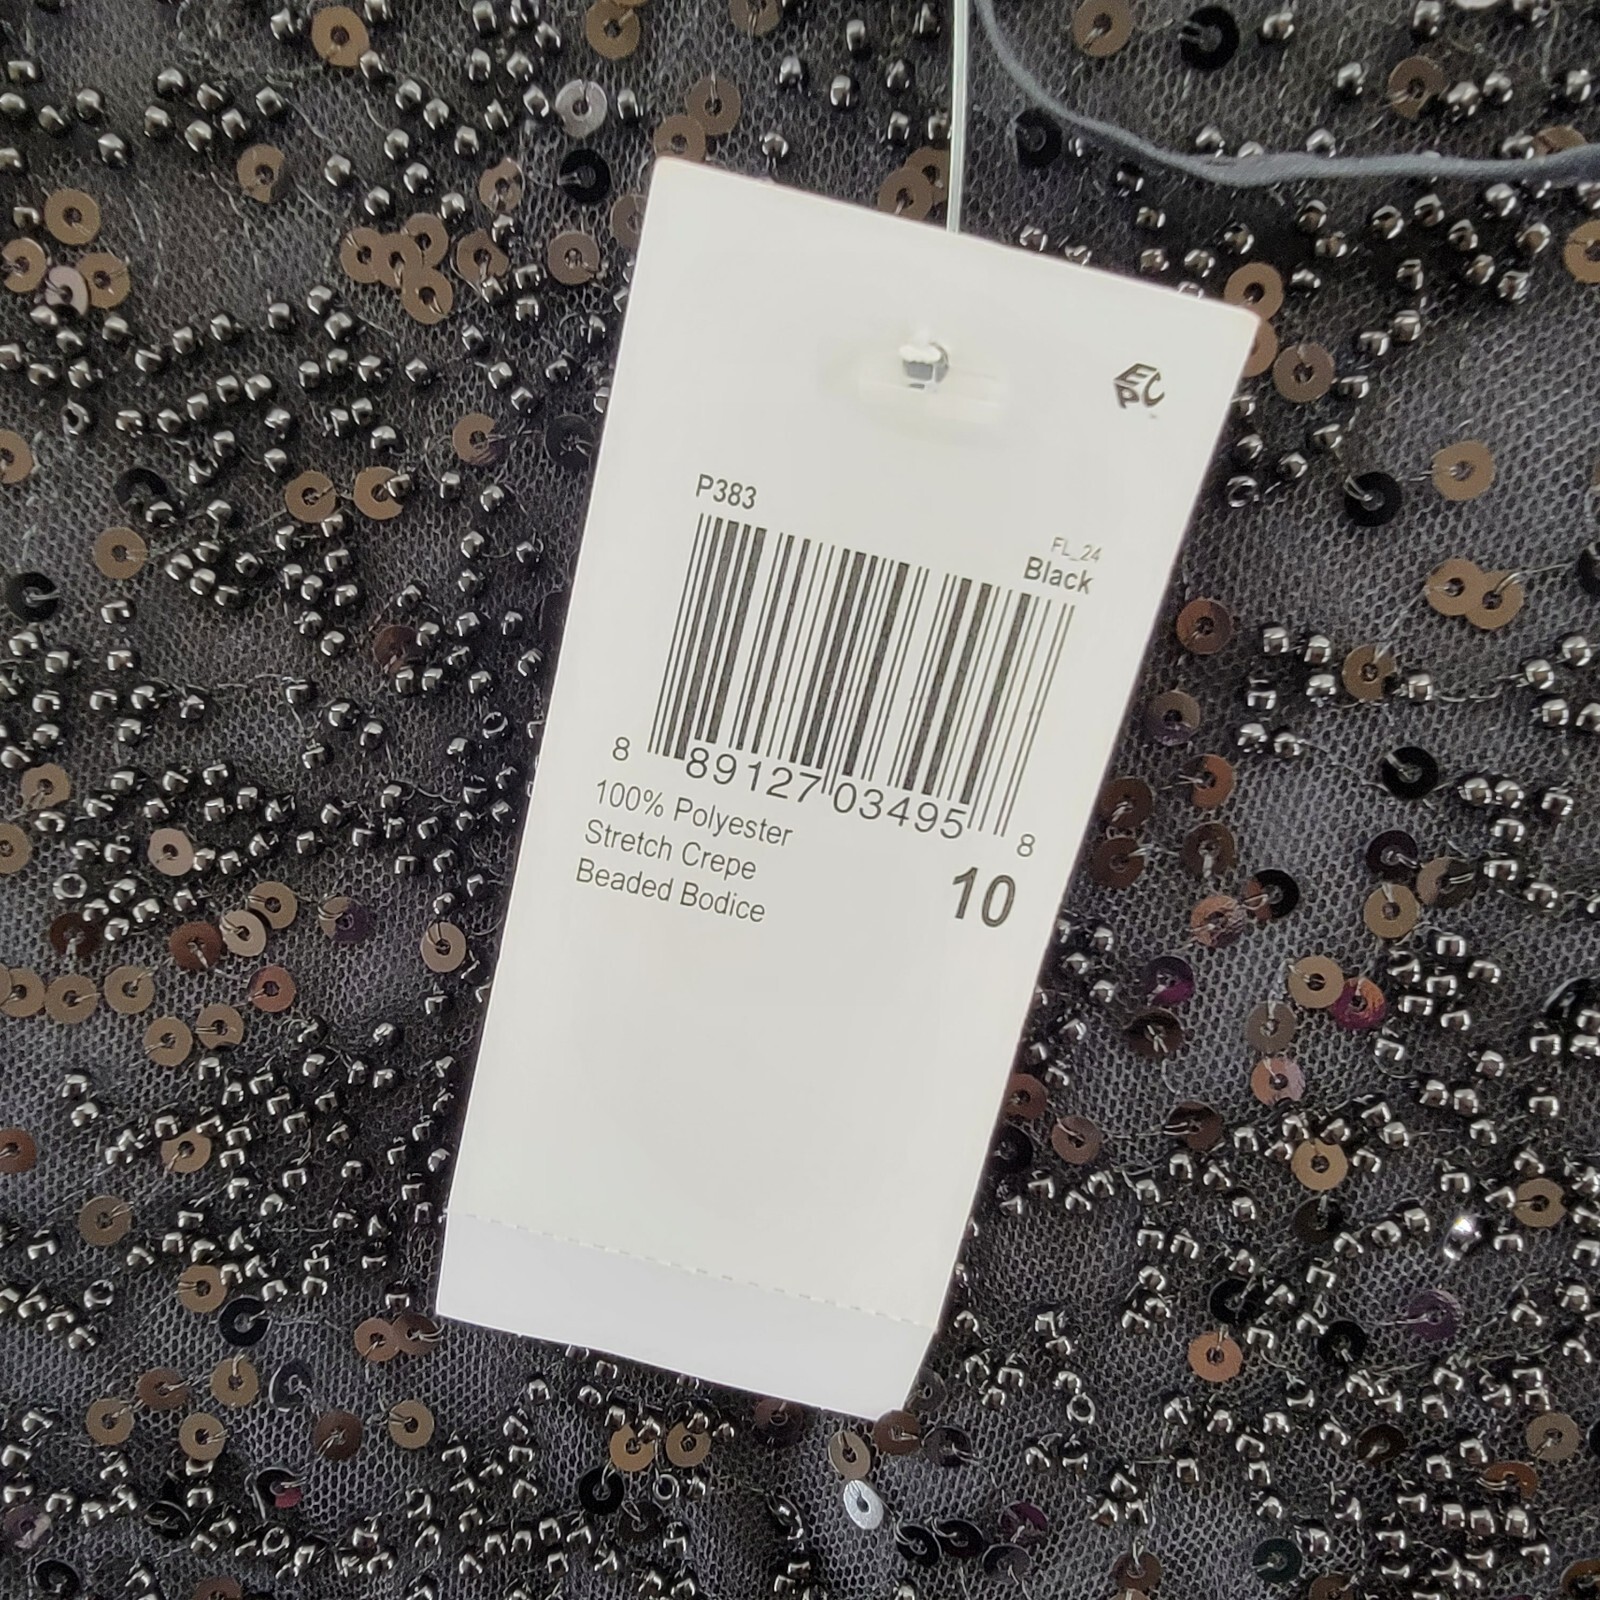 EPC
P383
FL_24
Black
8 89127 03495 8
100% Polyester
Stretch Crepe
Beaded Bodice
10